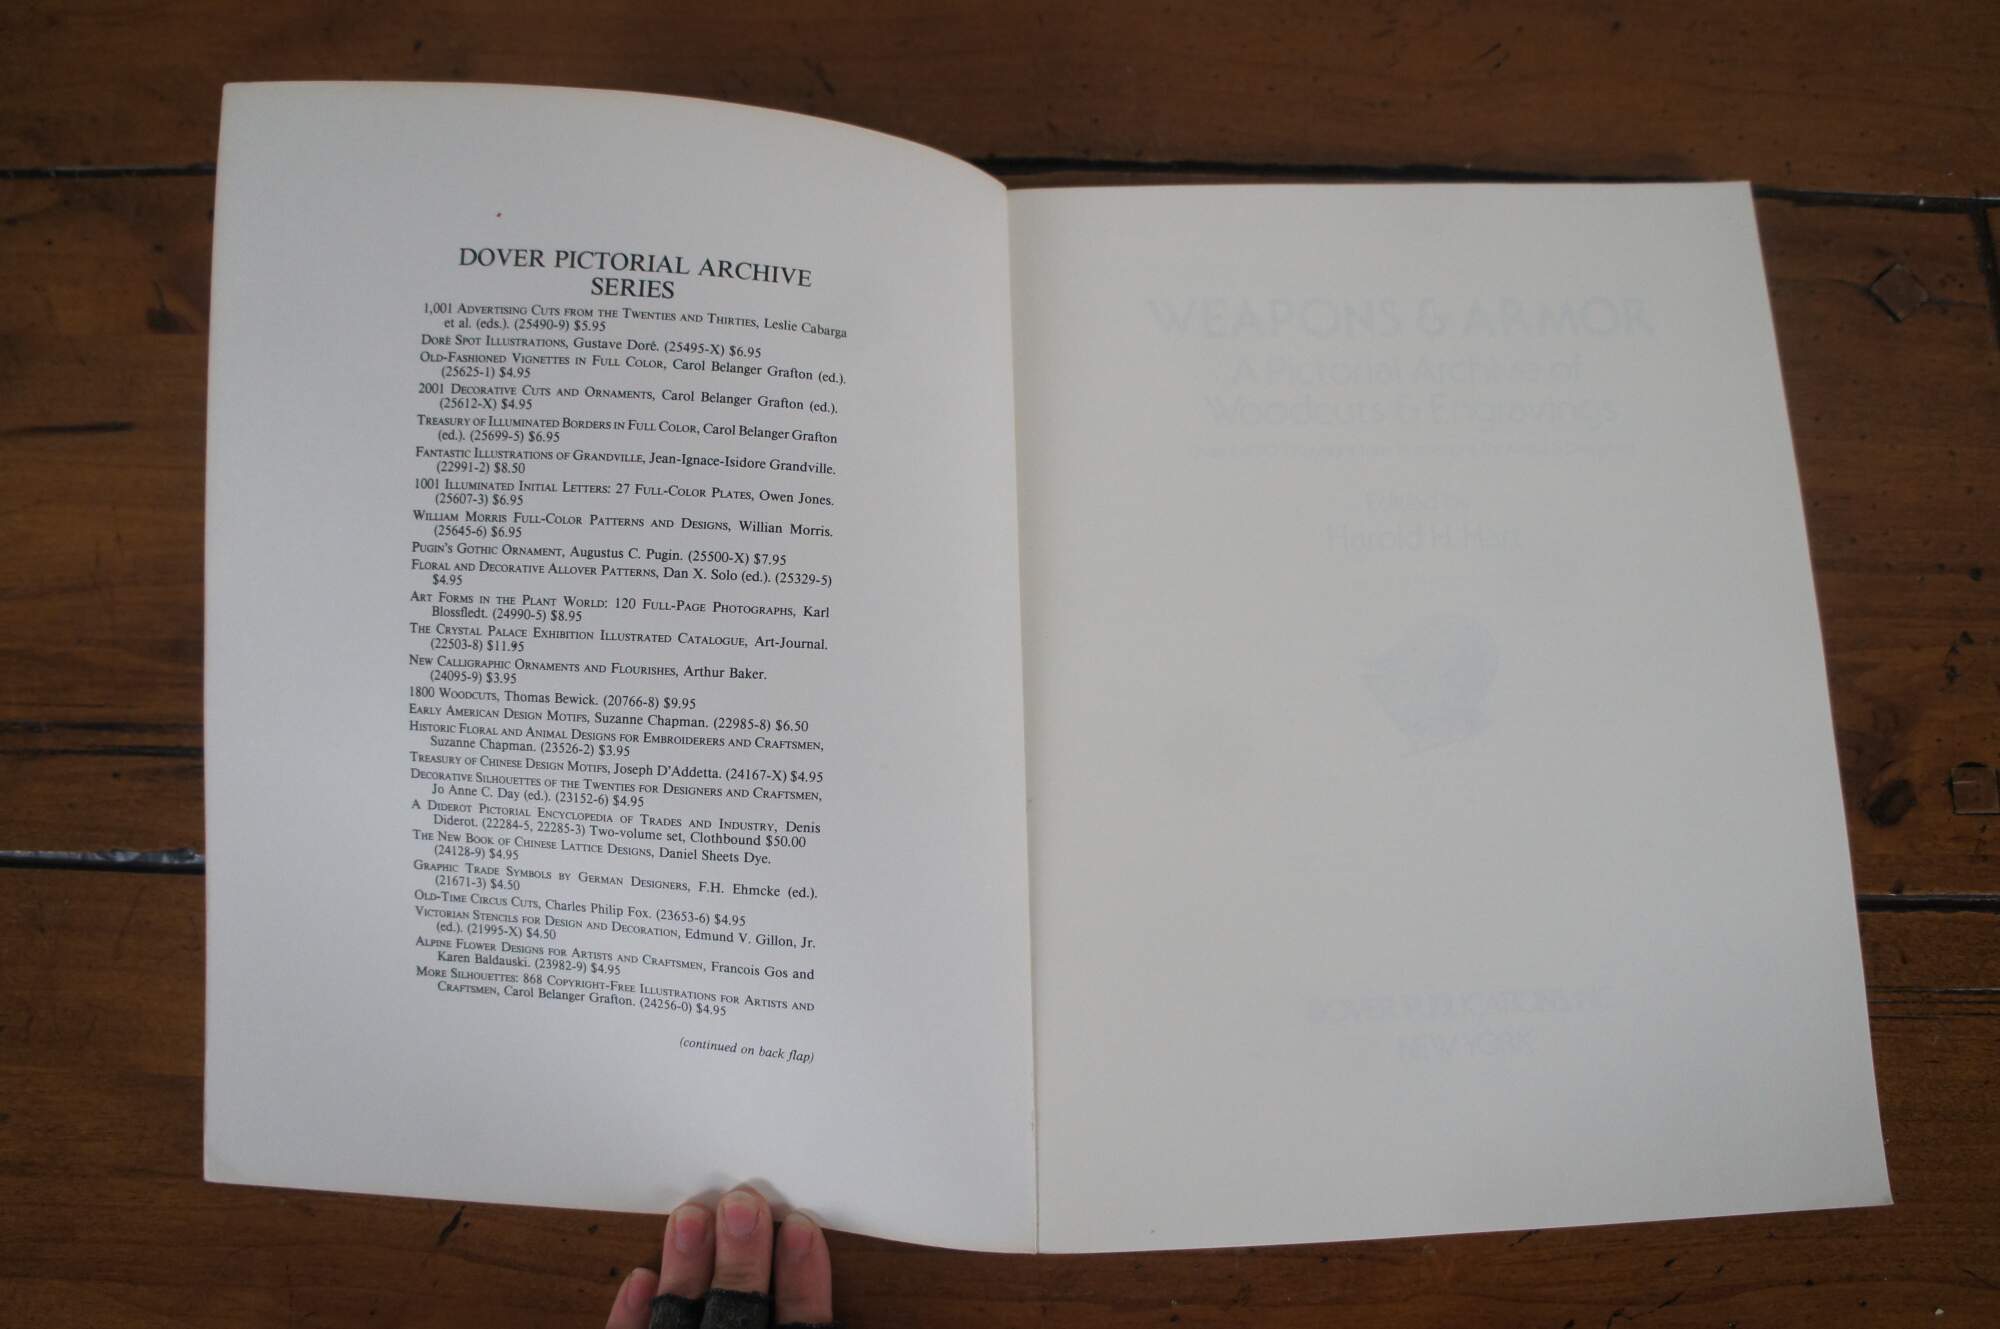 DOVER PICTORIAL ARCHIVE
SERIES
1,001 ADVERTISING CUTS FROM THE TWENTIES AND THIRTIES, Leslie Cabarga
et al. (eds.). (25490-9) $5.95
DORÉ SPOT ILLUSTRATIONS, Gustave Doré. (25495-X) $6.95
OLD-FASHIONED VIGNETTES IN FULL COLOR, Carol Belanger Grafton (ed.).
(25625-1) $4.95
2001 DECORATIVE CUTS AND ORNAMENTS, Carol Belanger Grafton (ed.).
(25612-X) $4.95
TREASURY OF ILLUMINATED BORDERS IN FULL COLOR, Carol Belanger Grafton
(ed.). (25699-5) $6.95
FANTASTIC ILLUSTRATIONS OF GRANDVILLE, Jean-Ignace-Isidore Grandville.
(22991-2) $8.50
1001 ILLUMINATED INITIAL LETTERS: 27 FULL-COLOR PLATES, Owen Jones.
(25607-3) $6.95
WILLIAM MORRIS FULL-COLOR PATTERNS AND DESIGNS, Willian Morris.
(25645-6) $6.95
PUGIN'S GOTHIC ORNAMENT, Augustus C. Pugin. (25500-X) $7.95
FLORAL AND DECORATIVE ALLOVER PATTERNS, Dan X. Solo (ed.). (25329-5)
$4.95
ART FORMS IN THE PLANT WORLD: 120 FULL-PAGE PHOTOGRAPHS, Karl
Blossfledt. (24990-5) $8.95
THE CRYSTAL PALACE EXHIBITION ILLUSTRATED CATALOGUE, Art-Journal.
(22503-8) $11.95
NEW CALLIGRAPHIC ORNAMENTS AND FLOURISHES, Arthur Baker.
(24095-9) $3.95
1800 WOODCUTS, Thomas Bewick. (20766-8) $9.95
EARLY AMERICAN DESIGN MOTIFS, Suzanne Chapman. (22985-8) $6.50
HISTORIC FLORAL AND ANIMAL DESIGNS FOR EMBROIDERERS AND CRAFTSMEN,
Suzanne Chapman. (23526-2) $3.95
TREASURY OF CHINESE DESIGN MOTIFS, Joseph D'Addetta. (24167-X) $4.95
DECORATIVE SILHOUETTES OF THE TWENTIES FOR DESIGNERS AND CRAFTSMEN,
Jo Anne C. Day (ed.). (23152-6) $4.95
A DIDEROT PICTORIAL ENCYCLOPEDIA OF TRADES AND INDUSTRY, Denis
Diderot. (22284-5, 22285-3) Two-volume set, Clothbound $50.00
THE NEW BOOK OF CHINESE LATTICE DESIGNS, Daniel Sheets Dye.
(24128-9) $4.95
GRAPHIC TRADE SYMBOLS BY GERMAN DESIGNERS, F.H. Ehmcke (ed.).
(21671-3) $4.50
OLD-TIME CIRCUS CUTS, Charles Philip Fox. (23653-6) $4.95
VICTORIAN STENCILS FOR DESIGN AND DECORATION, Edmund V. Gillon, Jr.
(ed.). (21995-X) $4.50
ALPINE FLOWER DESIGNS FOR ARTISTS AND CRAFTSMEN, Francois Gos and
Karen Baldauski. (23982-9) $4.95
MORE SILHOUETTES: 868 COPYRIGHT-FREE ILLUSTRATIONS FOR ARTISTS AND
CRAFTSMEN, Carol Belanger Grafton. (24256-0) $4.95
(continued on back flap)
WEAPONS & ARMOR
A Pictorial Archive of
Woodcuts & Engravings
Edited by
Harold H. Hart
DOVER PUBLICATIONS, INC.
NEW YORK